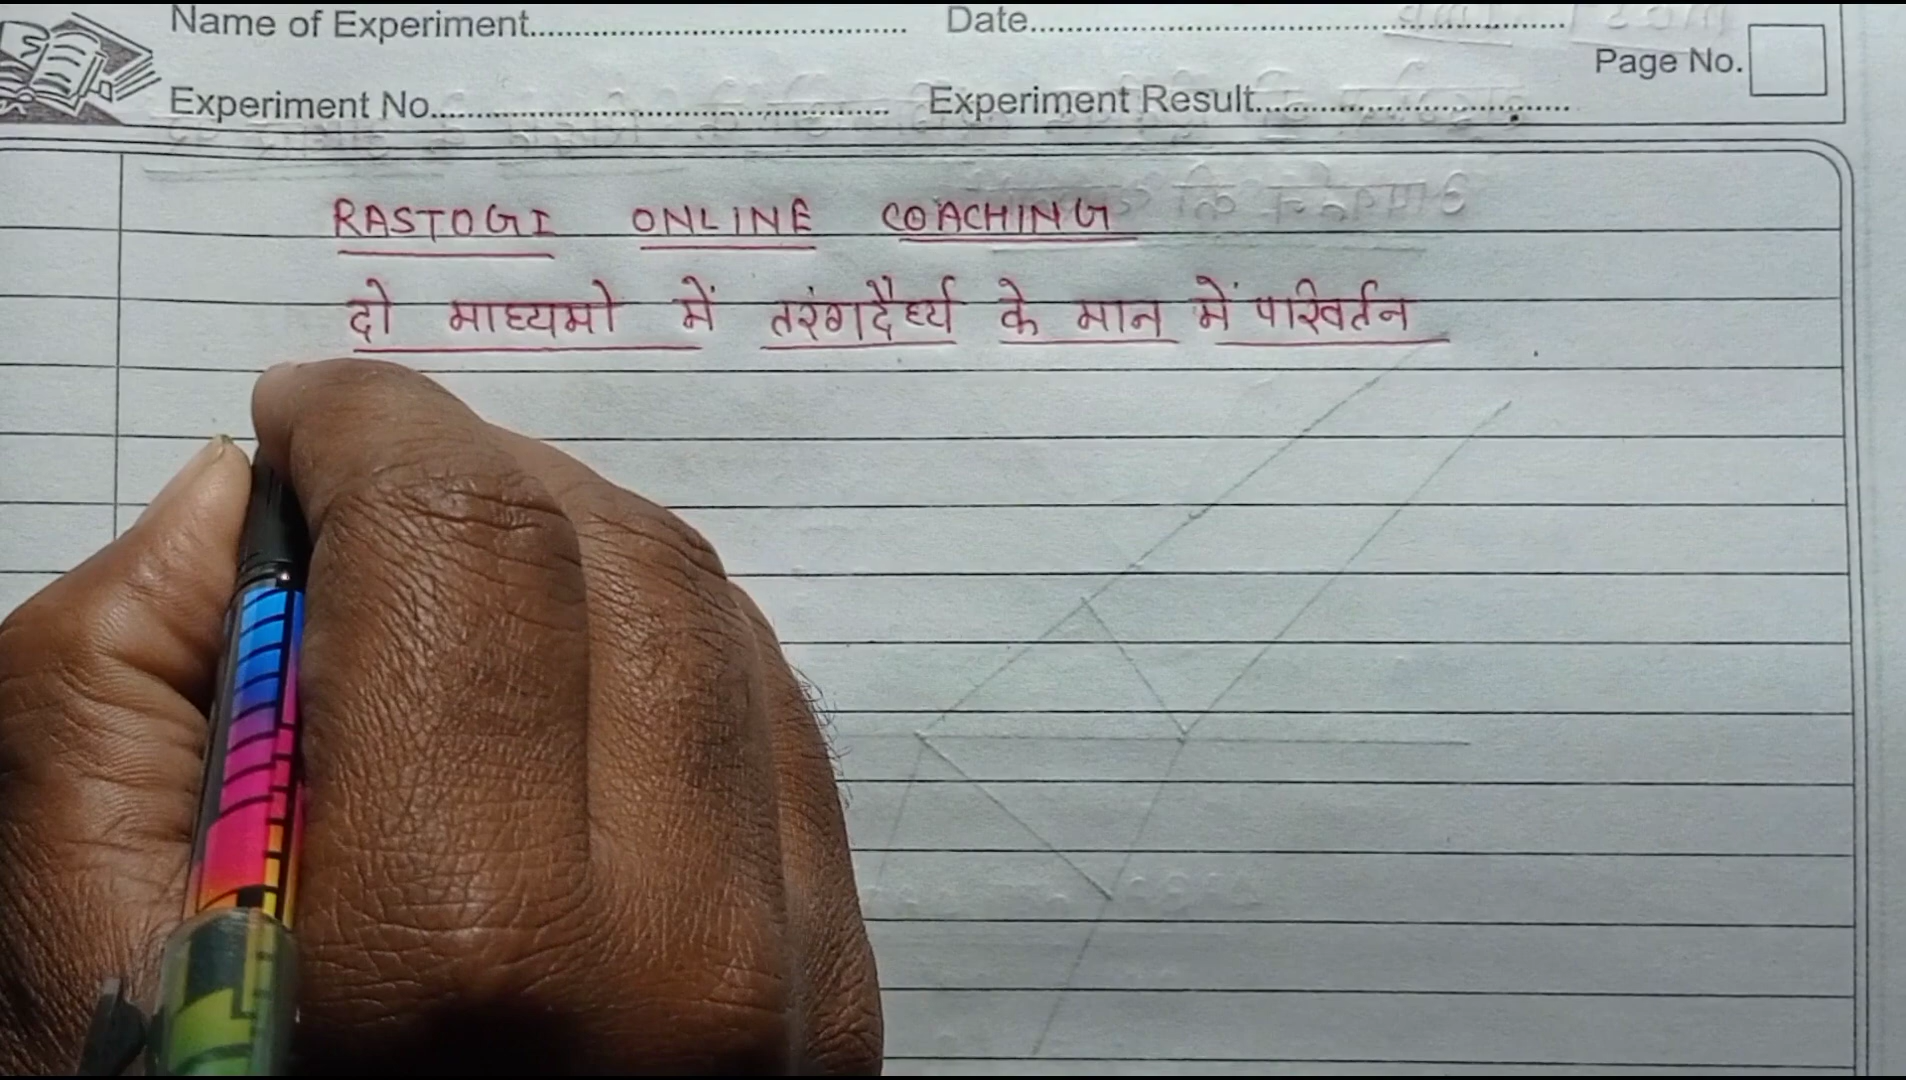 Name of Experiment............ Date............
Page No.
Experiment No............ Experiment Result............
RASTOGI ONLINE COACHING
दो माध्यमो में तरंगदैर्ध्य के मान में परिवर्तन